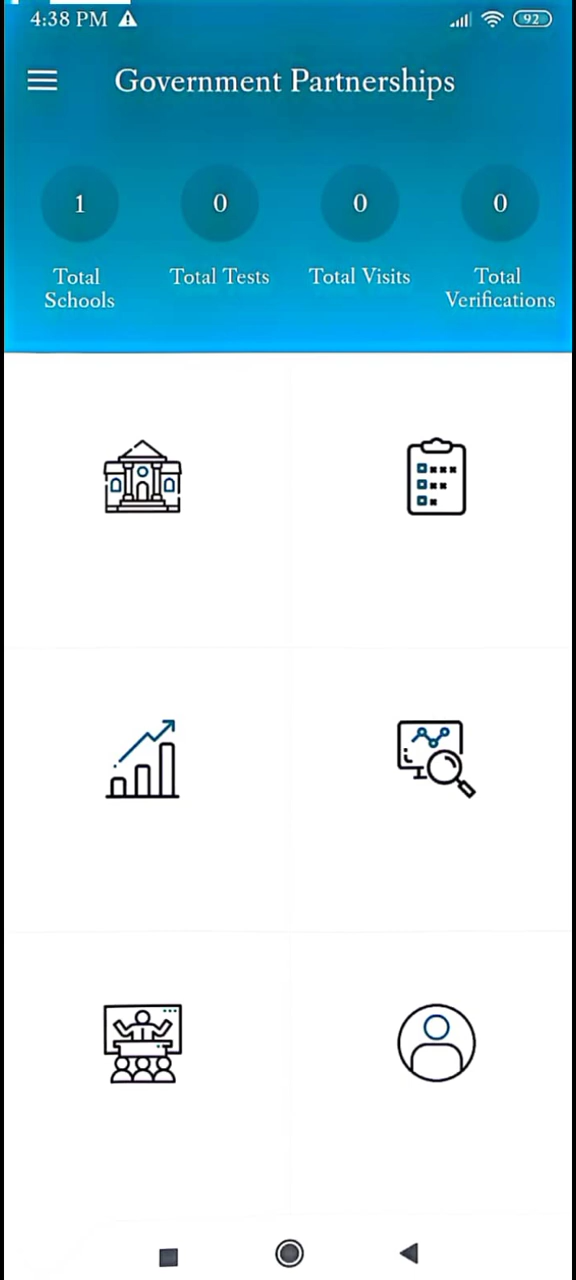 4:38 PM
92
Government Partnerships
1
0
0
0
Total
Schools
Total Tests
Total Visits
Total
Verifications